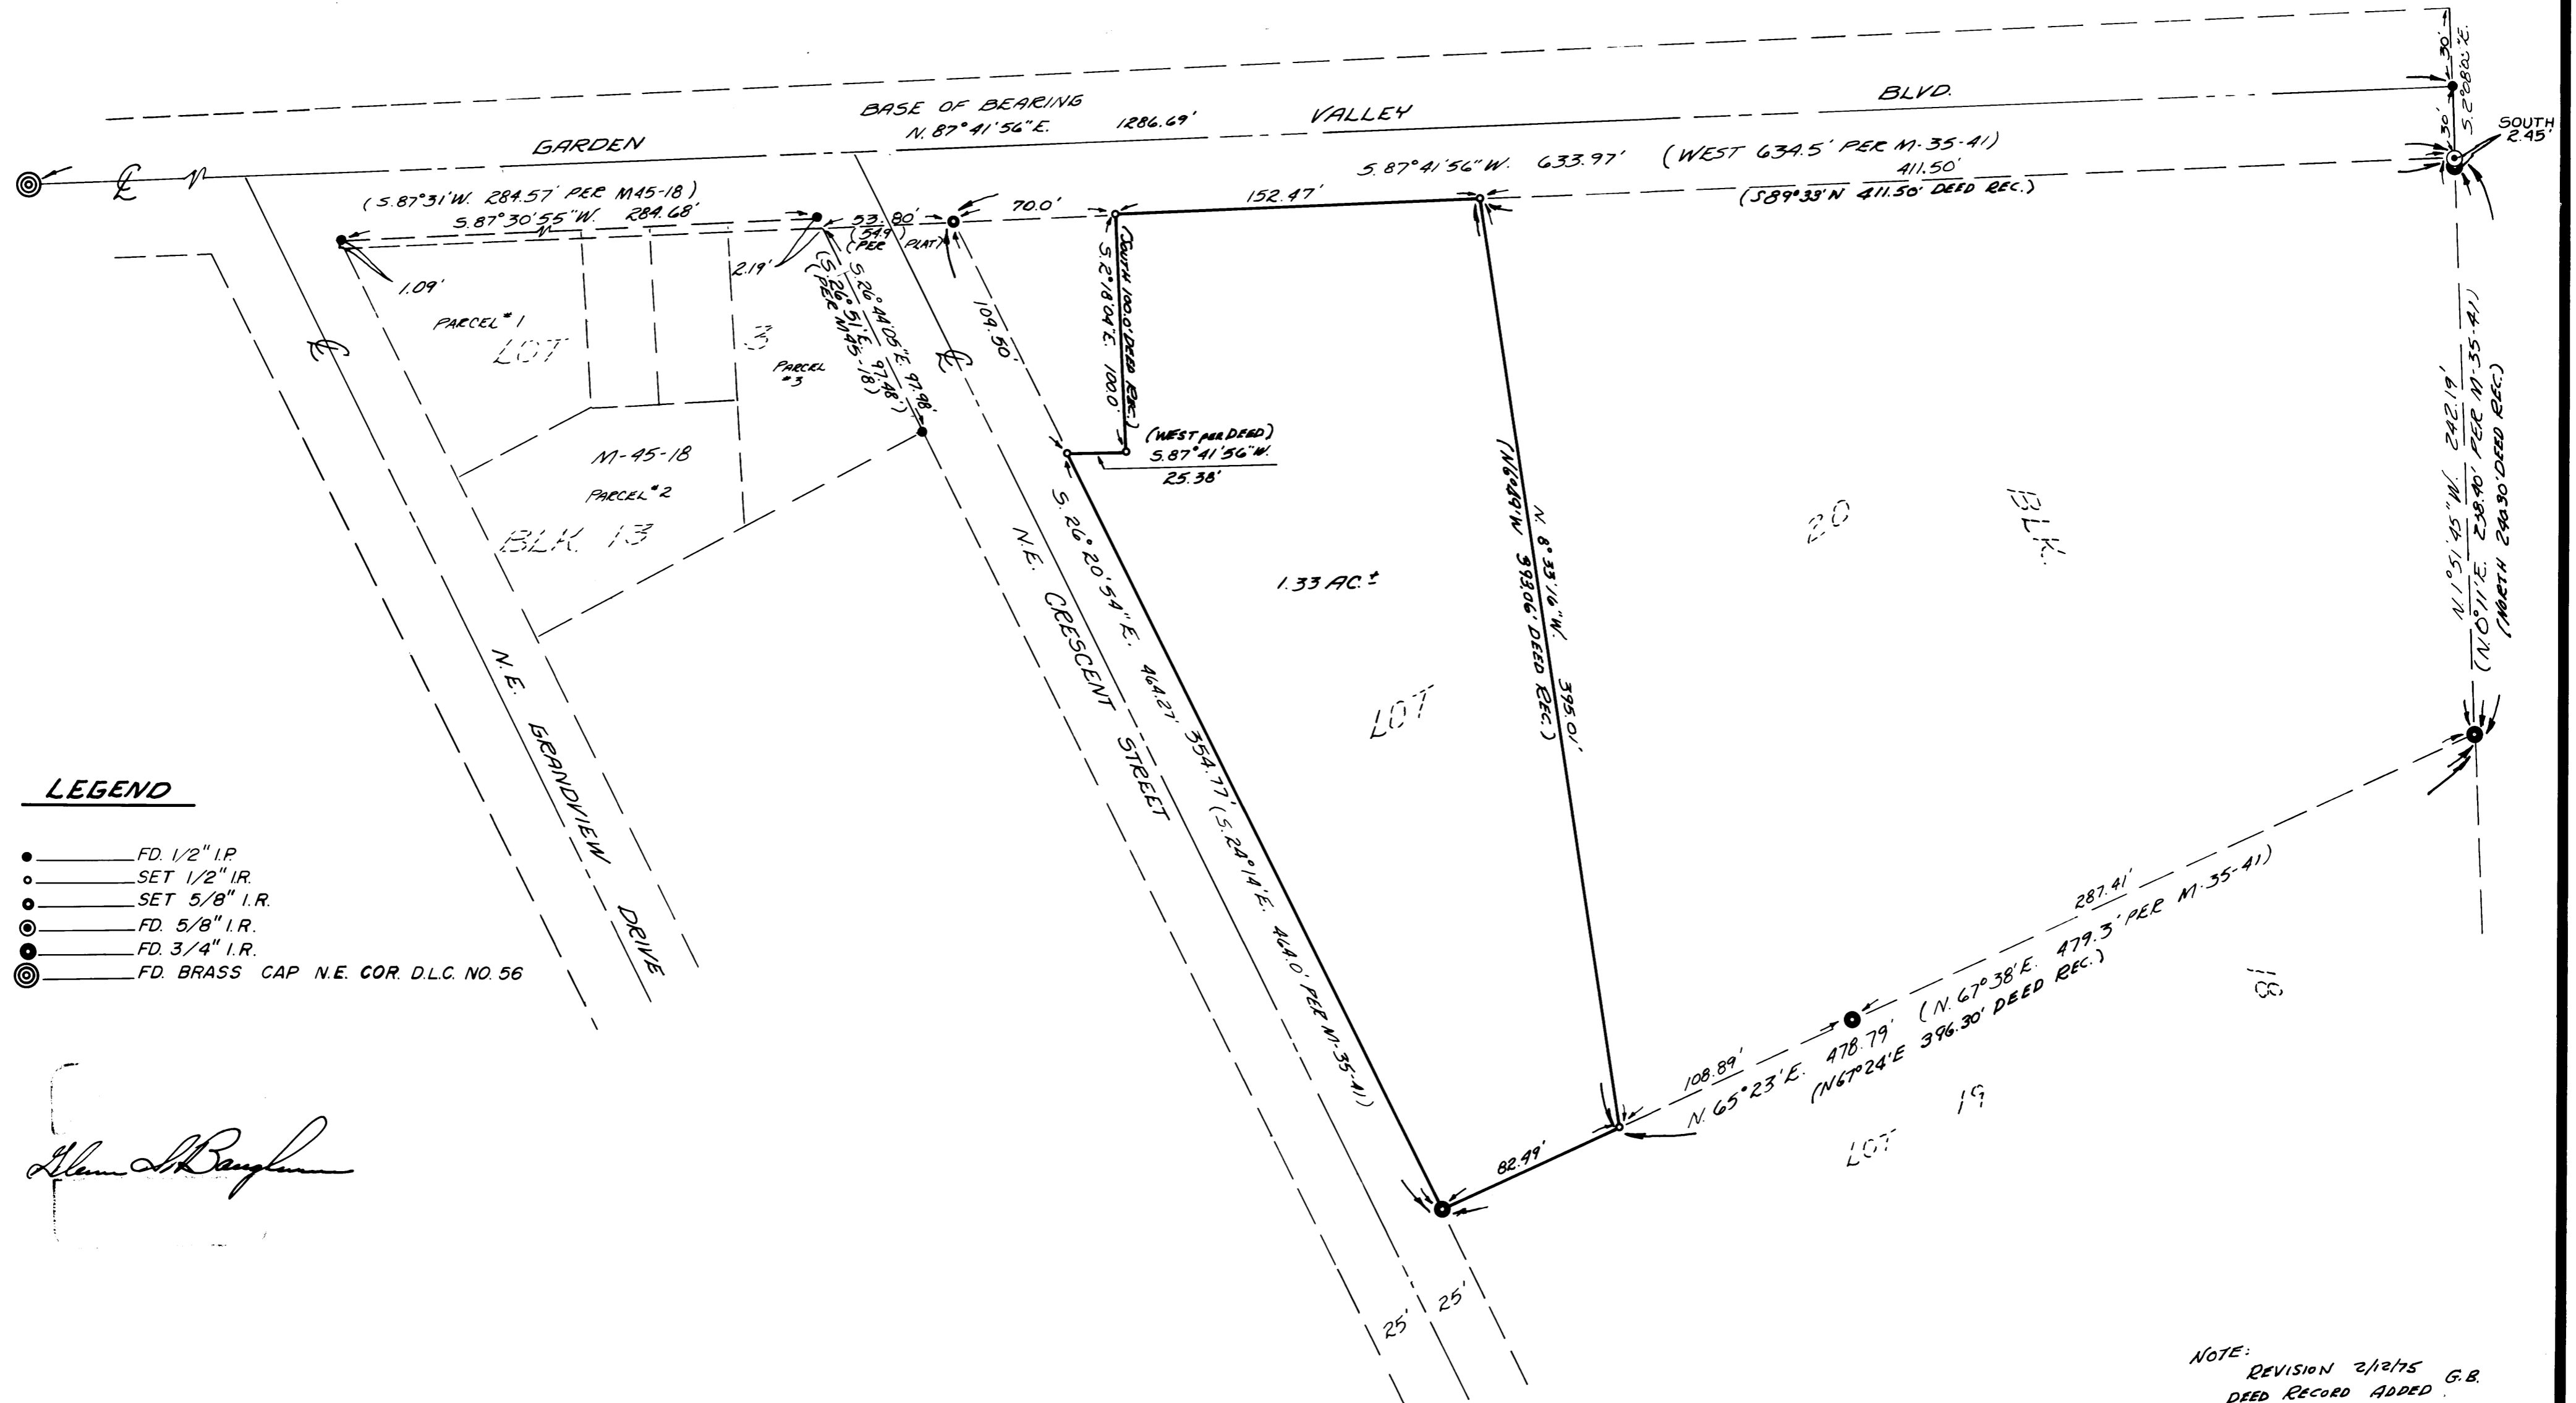 30'
S. 2°08'05"E.
30'
SOUTH
2.45'
BASE OF BEARING
N. 87°41'56"E. 1286.69'
GARDEN VALLEY BLVD.
S. 87°41'56"W. 633.97' (WEST 634.5' PER M-35-41)
411.50'
(S89°33'N 411.50' DEED REC.)
(S. 87°31'W. 284.57' PER M45-18)
S. 87°30'55"W. 284.68'
53.80'
(54.9')
(PER PLAT)
70.0'
152.47'
1.09'
2.19'
PARCEL #1
LOT 3
PARCEL
#3
S. 26°44'05"E. 97.98'
(S. 26°51'E. 97.48')
(PER M45-18)
109.50'
(SOUTH 100.0' DEED REC.)
S. 2°18'04"E. 100.0'
(WEST PER DEED)
S. 87°41'56"W.
25.38'
M-45-18
PARCEL #2
BLK. 13
N. 1°51'45"W. 242.19'
(N. 0°11'E. 238.40' PER M-35-41)
(NORTH 240.30' DEED REC.)
N. 8°33'16"W. 395.01'
(N6°49'W 393.06' DEED REC.)
20
BLK.
1.33 AC.±
LOT
S. 26°20'54"E. 464.27' 354.77' (S. 24°14'E. 464.0' PER M-35-41)
N.E. CRESCENT STREET
N.E. GRANDVIEW DRIVE
LEGEND
FD. 1/2" I.P.
SET 1/2" I.R.
SET 5/8" I.R.
FD. 5/8" I.R.
FD. 3/4" I.R.
FD. BRASS CAP N.E. COR. D.L.C. NO. 56
287.41'
108.89'
N. 65°23'E. 478.79' (N. 67°38'E. 479.3' PER M-35-41)
(N67°24'E 396.30' DEED REC.)
82.49'
18
LOT 19
25' 25'
NOTE:
REVISION 2/12/75 G.B.
DEED RECORD ADDED